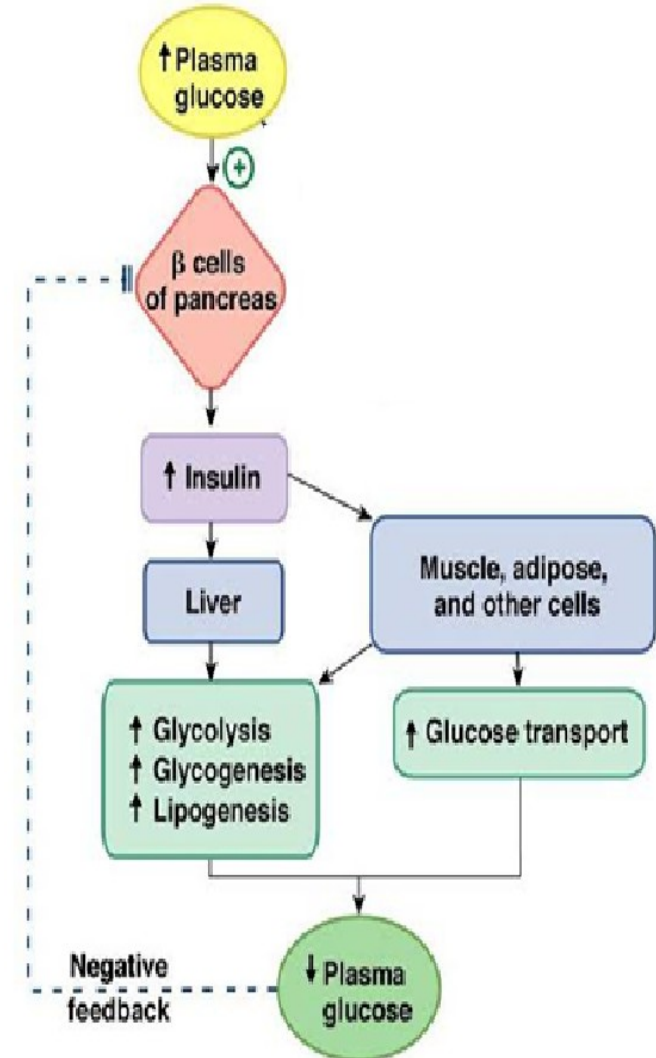 ↑ Plasma
glucose
+
β cells
of pancreas
↑ Insulin
Liver
Muscle, adipose,
and other cells
↑ Glycolysis
↑ Glycogenesis
↑ Lipogenesis
↑ Glucose transport
Negative
feedback
↓ Plasma
glucose